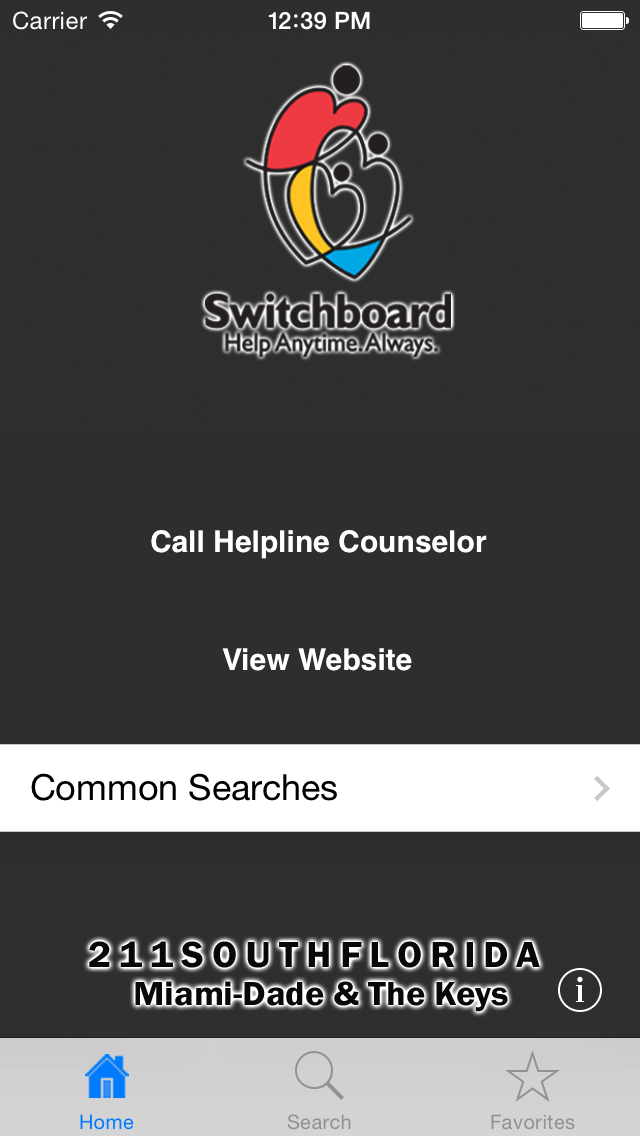 Carrier 12:39 PM
Switchboard
Help Anytime.Always.
Call Helpline Counselor
View Website
Common Searches
211SOUTHFLORIDA
Miami-Dade & The Keys
i
Home Search Favorites